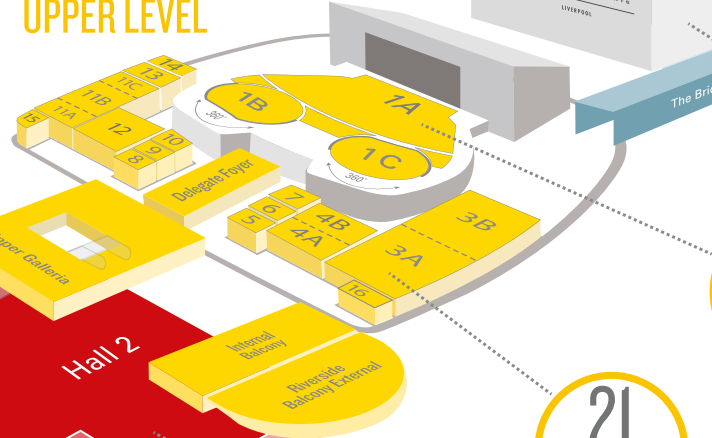 UPPER LEVEL
LIVERPOOL
14
13
11C
11B
11A
15
12
10
9
8
1B
360°
1A
1C
360°
The
Delegate Foyer
7
6
5
4B
4A
3B
3A
16
Galleria
Hall 2
Internal
Balcony
Riverside
Balcony External
21